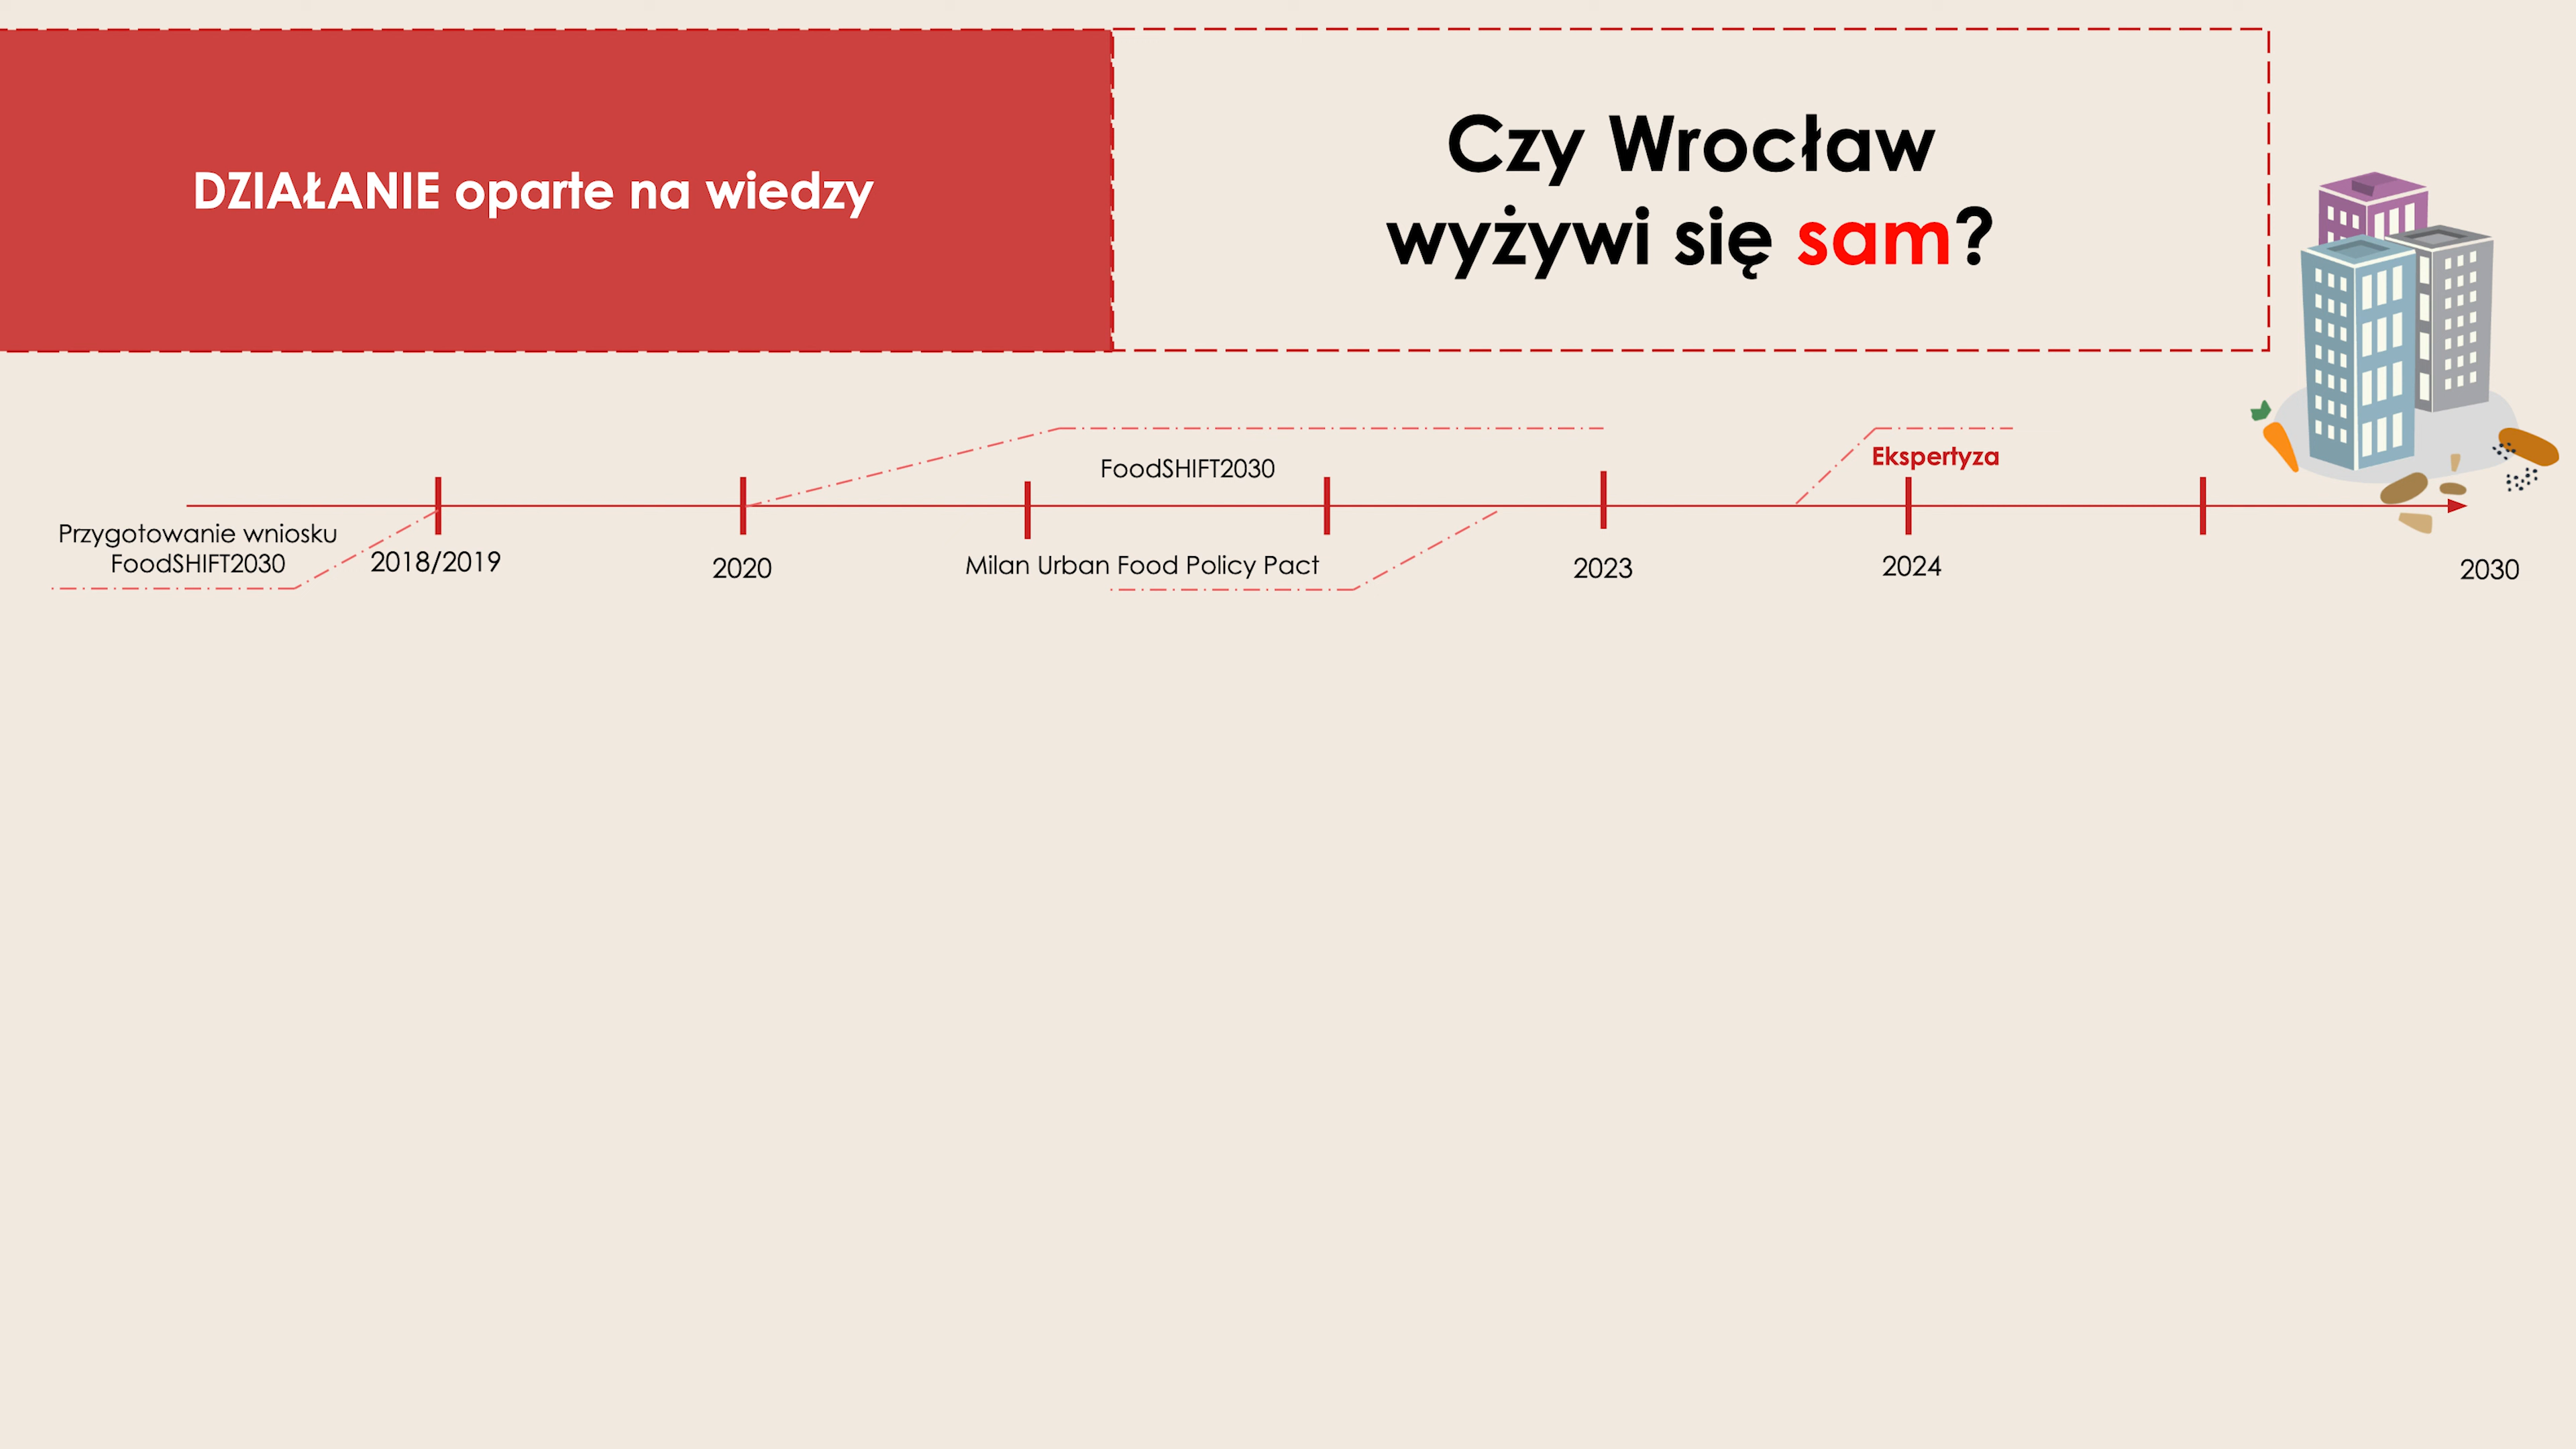 DZIAŁANIE oparte na wiedzy
Czy Wrocław
wyżywi się sam?
FoodSHIFT2030
Ekspertyza
Przygotowanie wniosku
FoodSHIFT2030
2018/2019
2020
Milan Urban Food Policy Pact
2023
2024
2030